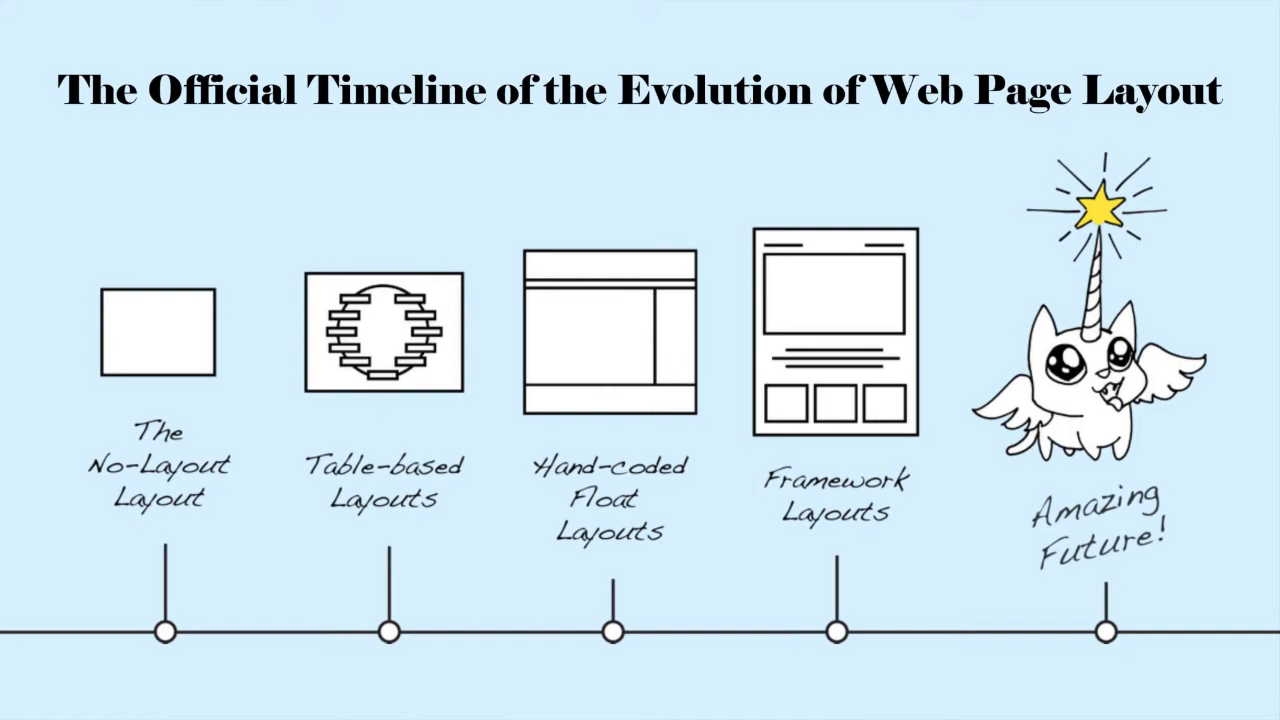 The Official Timeline of the Evolution of Web Page Layout
The
No-Layout
Layout
Table-based
Layouts
Hand-coded
Float
Layouts
Framework
Layouts
Amazing
Future!